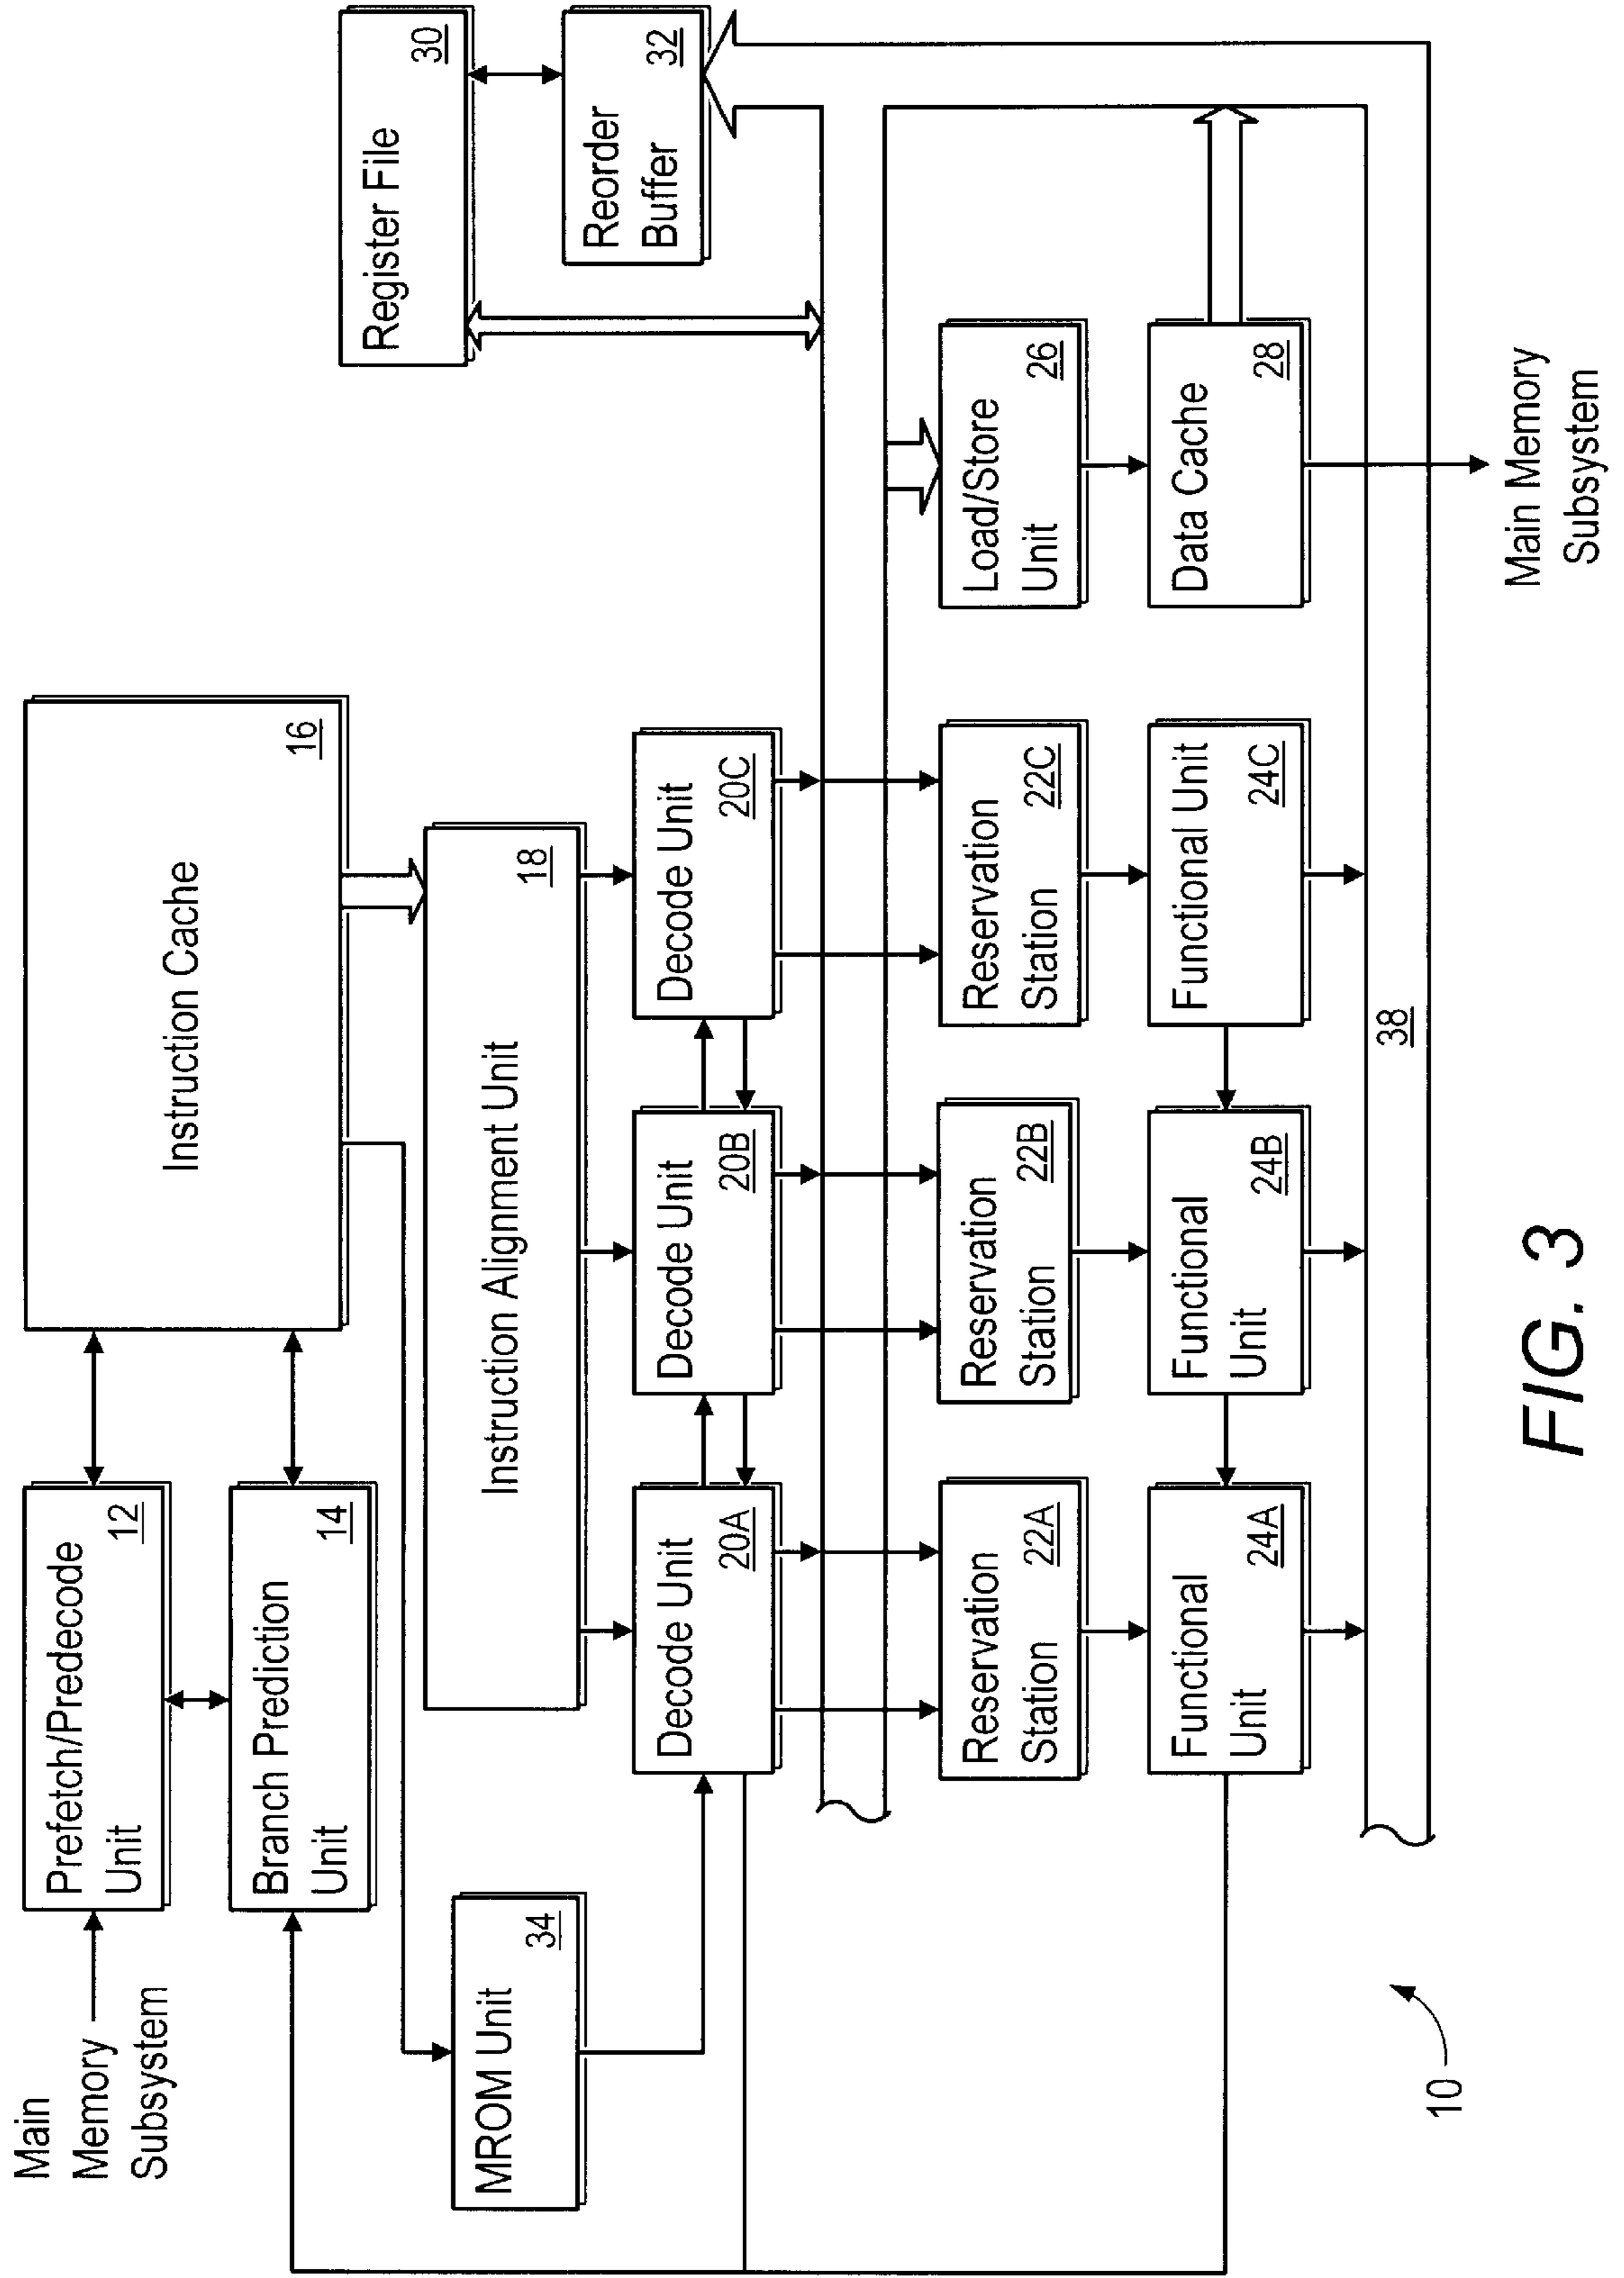 Main
Memory
Subsystem
Prefetch/Predecode
Unit
12
Instruction Cache
16
Register File
30
Branch Prediction
Unit
14
Reorder
Buffer
32
Instruction Alignment Unit
18
MROM Unit
34
Decode Unit
20A
Decode Unit
20B
Decode Unit
20C
Reservation
Station
22A
Reservation
Station
22B
Reservation
Station
22C
Load/Store
Unit
26
Functional
Unit
24A
Functional
Unit
24B
Functional Unit
24C
Data Cache
28
38
Main Memory
Subsystem
10
FIG. 3